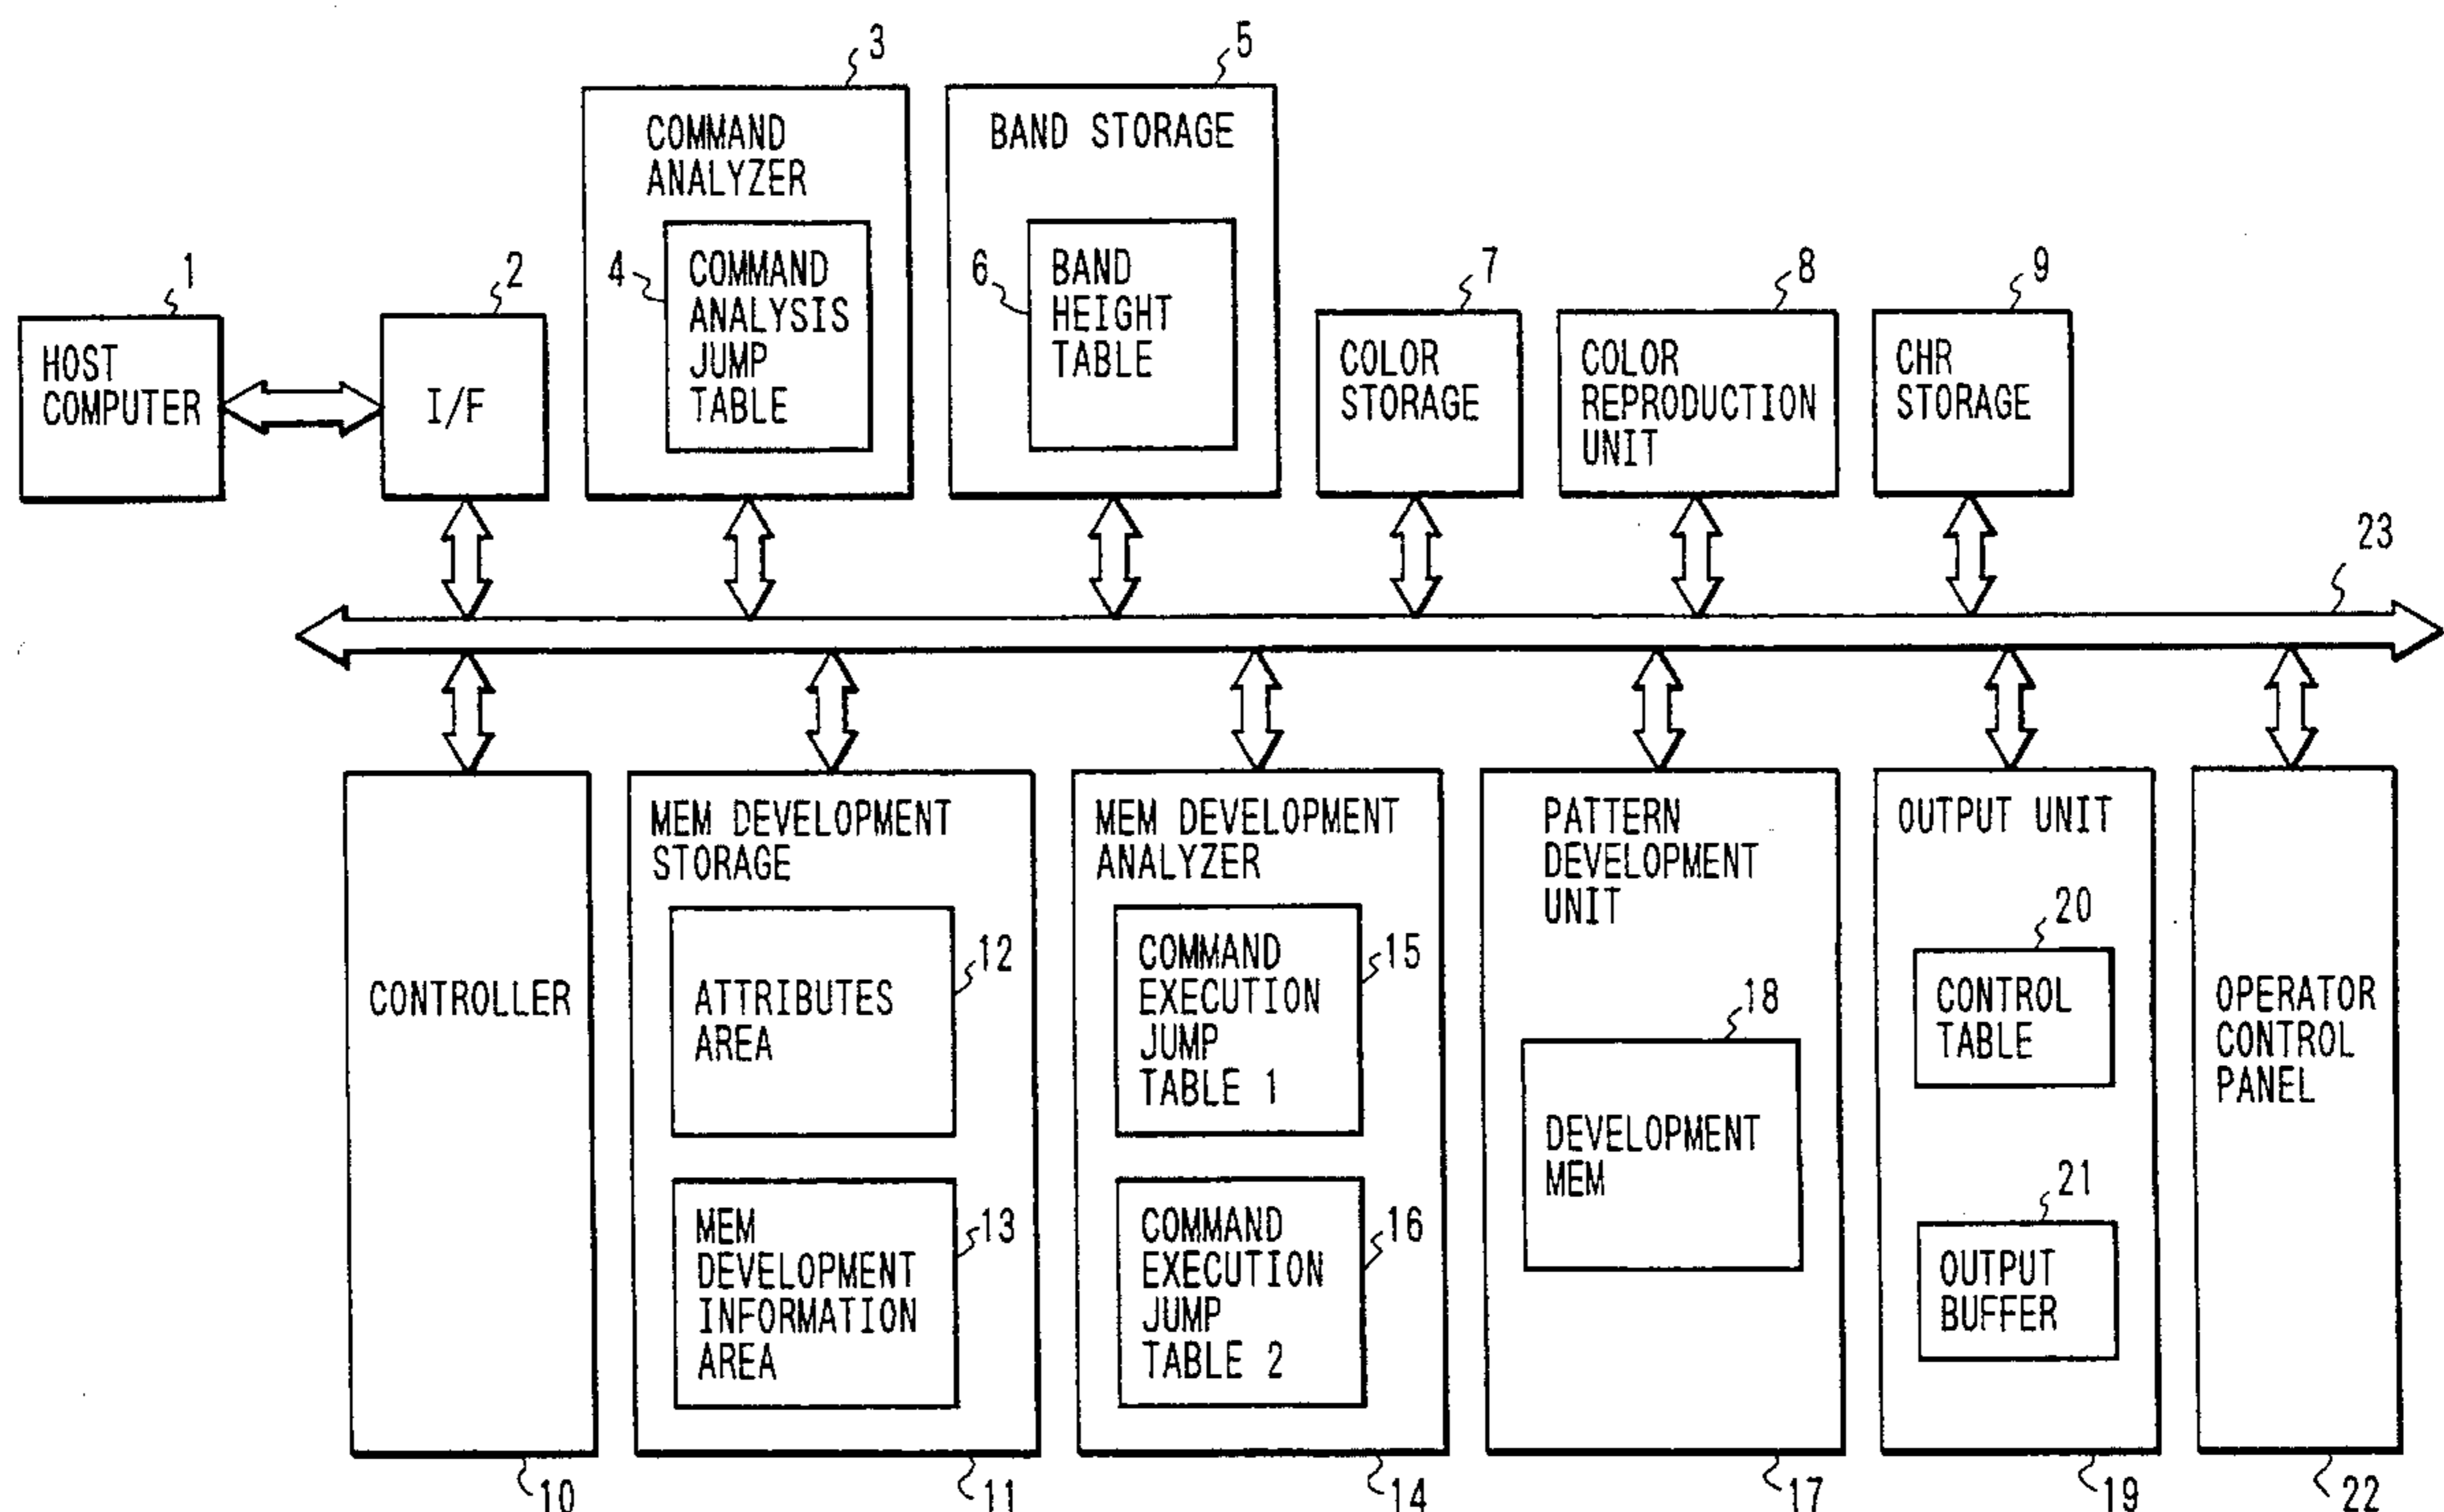 3
5
COMMAND
ANALYZER
BAND STORAGE
1
2
4
COMMAND
ANALYSIS
JUMP
TABLE
6
BAND
HEIGHT
TABLE
7
8
9
HOST
COMPUTER
I/F
COLOR
STORAGE
COLOR
REPRODUCTION
UNIT
CHR
STORAGE
23
CONTROLLER
MEM DEVELOPMENT
STORAGE
ATTRIBUTES
AREA
12
MEM
DEVELOPMENT
INFORMATION
AREA
13
MEM DEVELOPMENT
ANALYZER
COMMAND
EXECUTION
JUMP
TABLE 1
15
COMMAND
EXECUTION
JUMP
TABLE 2
16
PATTERN
DEVELOPMENT
UNIT
18
DEVELOPMENT
MEM
OUTPUT UNIT
20
CONTROL
TABLE
21
OUTPUT
BUFFER
OPERATOR
CONTROL
PANEL
10
11
14
17
19
22